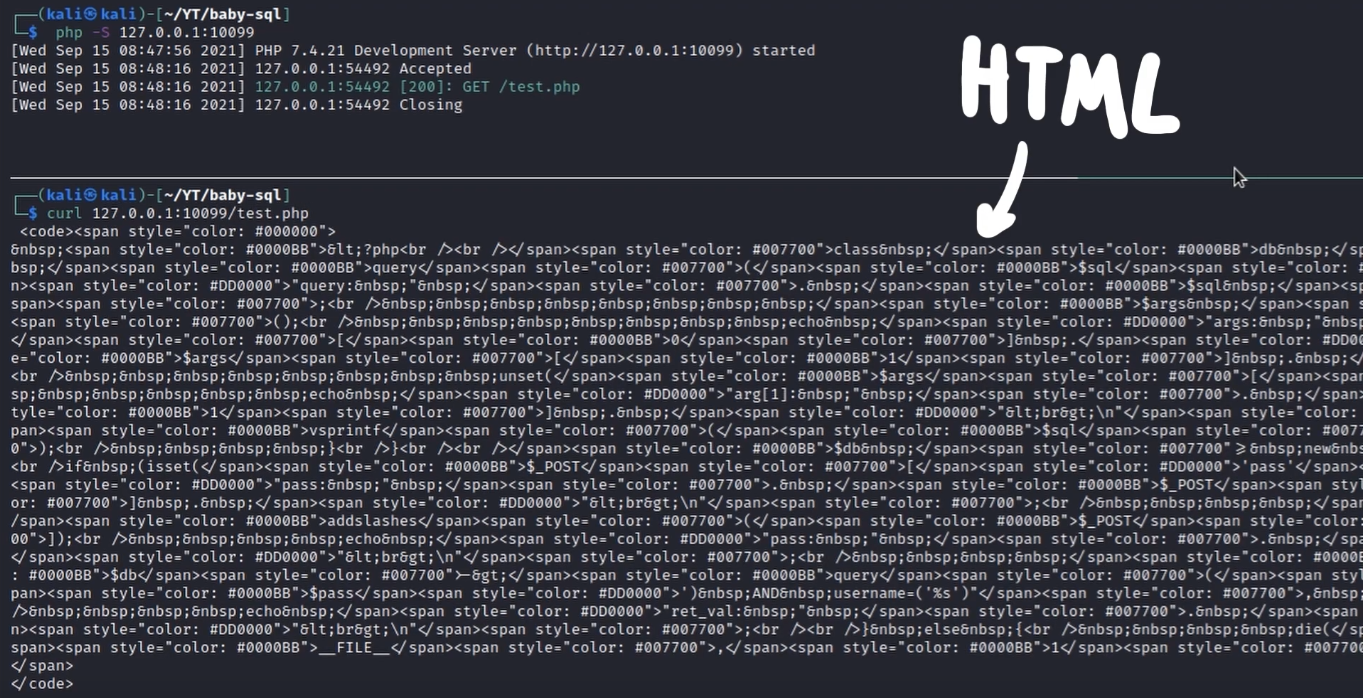 ┌──(kali㉿kali)-[~/YT/baby-sql]
└─$ php -S 127.0.0.1:10099
[Wed Sep 15 08:47:56 2021] PHP 7.4.21 Development Server (http://127.0.0.1:10099) started
[Wed Sep 15 08:48:16 2021] 127.0.0.1:54492 Accepted
[Wed Sep 15 08:48:16 2021] 127.0.0.1:54492 [200]: GET /test.php
[Wed Sep 15 08:48:16 2021] 127.0.0.1:54492 Closing
HTML
┌──(kali㉿kali)-[~/YT/baby-sql]
└─$ curl 127.0.0.1:10099/test.php
<code><span style="color: #000000">
&nbsp;<span style="color: #0000BB">&lt;?php<br /><br /></span><span style="color: #007700">class&nbsp;</span><span style="color: #0000BB">db&nbsp;</sp
bsp;</span><span style="color: #0000BB">query</span><span style="color: #007700">(</span><span style="color: #0000BB">$sql</span><span style="color: #
n><span style="color: #DD0000">"query:&nbsp;"&nbsp;</span><span style="color: #007700">.&nbsp;</span><span style="color: #0000BB">$sql&nbsp;</span><sp
span><span style="color: #007700">;<br />&nbsp;&nbsp;&nbsp;&nbsp;&nbsp;&nbsp;&nbsp;&nbsp;</span><span style="color: #0000BB">$args&nbsp;</span><span s
<span style="color: #007700">();<br />&nbsp;&nbsp;&nbsp;&nbsp;&nbsp;&nbsp;&nbsp;&nbsp;echo&nbsp;</span><span style="color: #DD0000">"args:&nbsp;"&nbsp
</span><span style="color: #007700">[</span><span style="color: #0000BB">0</span><span style="color: #007700">]&nbsp;.</span><span style="color: #DD00
e="color: #0000BB">$args</span><span style="color: #007700">[</span><span style="color: #0000BB">1</span><span style="color: #007700">]&nbsp;.&nbsp;</
<br />&nbsp;&nbsp;&nbsp;&nbsp;&nbsp;&nbsp;&nbsp;&nbsp;unset(</span><span style="color: #0000BB">$args</span><span style="color: #007700">[</span><span
sp;&nbsp;&nbsp;&nbsp;echo&nbsp;</span><span style="color: #DD0000">"arg[1]:&nbsp;"&nbsp;</span><span style="color: #007700">.&nbsp;</span><span style=
tyle="color: #0000BB">1</span><span style="color: #007700">]&nbsp;.&nbsp;</span><span style="color: #DD0000">"&lt;br&gt;\n"</span><span style="color:
pan><span style="color: #0000BB">vsprintf</span><span style="color: #007700">(</span><span style="color: #0000BB">$sql</span><span style="color: #0077
0">);<br />&nbsp;&nbsp;&nbsp;&nbsp;}<br />}<br /><br /></span><span style="color: #0000BB">$db&nbsp;</span><span style="color: #007700">=&nbsp;new&nbs
<br />if&nbsp;(isset(</span><span style="color: #0000BB">$_POST</span><span style="color: #007700">[</span><span style="color: #DD0000">'pass'</span><
<span style="color: #DD0000">"pass:&nbsp;"&nbsp;</span><span style="color: #007700">.&nbsp;</span><span style="color: #0000BB">$_POST</span><span styl
or: #007700">]&nbsp;.&nbsp;</span><span style="color: #DD0000">"&lt;br&gt;\n"</span><span style="color: #007700">;<br />&nbsp;&nbsp;&nbsp;&nbsp;</span
/span><span style="color: #0000BB">addslashes</span><span style="color: #007700">(</span><span style="color: #0000BB">$_POST</span><span style="color:
00">]);<br />&nbsp;&nbsp;&nbsp;&nbsp;echo&nbsp;</span><span style="color: #DD0000">"pass:&nbsp;"&nbsp;</span><span style="color: #007700">.&nbsp;</spa
</span><span style="color: #DD0000">"&lt;br&gt;\n"</span><span style="color: #007700">;<br />&nbsp;&nbsp;&nbsp;&nbsp;</span><span style="color: #0000B
: #0000BB">$db</span><span style="color: #007700">-&gt;</span><span style="color: #0000BB">query</span><span style="color: #007700">(</span><span styl
pan><span style="color: #0000BB">$pass</span><span style="color: #DD0000">')&nbsp;AND&nbsp;username=('%s')"</span><span style="color: #007700">,&nbsp;
/>&nbsp;&nbsp;&nbsp;&nbsp;echo&nbsp;</span><span style="color: #DD0000">"ret_val:&nbsp;"&nbsp;</span><span style="color: #007700">.&nbsp;</span><span
n><span style="color: #DD0000">"&lt;br&gt;\n"</span><span style="color: #007700">;<br /><br />}&nbsp;else&nbsp;{<br />&nbsp;&nbsp;&nbsp;&nbsp;die(</sp
span><span style="color: #0000BB">__FILE__</span><span style="color: #007700">,</span><span style="color: #0000BB">1</span><span style="color: #007700
</span>
</code>